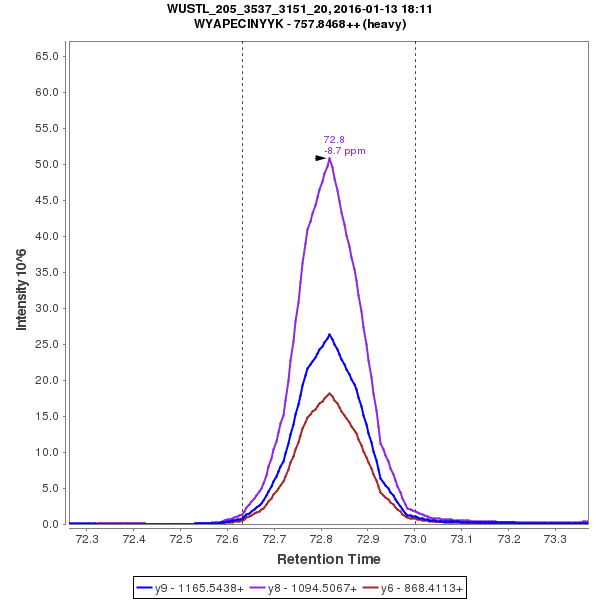 WUSTL_205_3537_3151_20, 2016-01-13 18:11
WYAPECINYYK - 757.8468++ (heavy)
Intensity 10^6
65.0
60.0
55.0
50.0
45.0
40.0
35.0
30.0
25.0
20.0
15.0
10.0
5.0
0.0
72.8
-8.7 ppm
72.3 72.4 72.5 72.6 72.7 72.8 72.9 73.0 73.1 73.2 73.3
Retention Time
y9 - 1165.5438+ y8 - 1094.5067+ y6 - 868.4113+